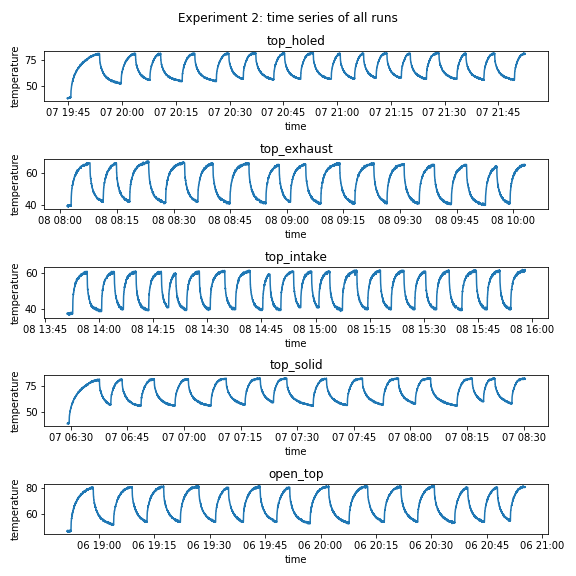 Experiment 2: time series of all runs
top_holed
temperature
75
50
07 19:45 07 20:00 07 20:15 07 20:30 07 20:45 07 21:00 07 21:15 07 21:30 07 21:45
time
top_exhaust
temperature
60
40
08 08:00 08 08:15 08 08:30 08 08:45 08 09:00 08 09:15 08 09:30 08 09:45 08 10:00
time
top_intake
temperature
60
40
08 13:45 08 14:00 08 14:15 08 14:30 08 14:45 08 15:00 08 15:15 08 15:30 08 15:45 08 16:00
time
top_solid
temperature
75
50
07 06:30 07 06:45 07 07:00 07 07:15 07 07:30 07 07:45 07 08:00 07 08:15 07 08:30
time
open_top
temperature
80
60
06 19:00 06 19:15 06 19:30 06 19:45 06 20:00 06 20:15 06 20:30 06 20:45 06 21:00
time